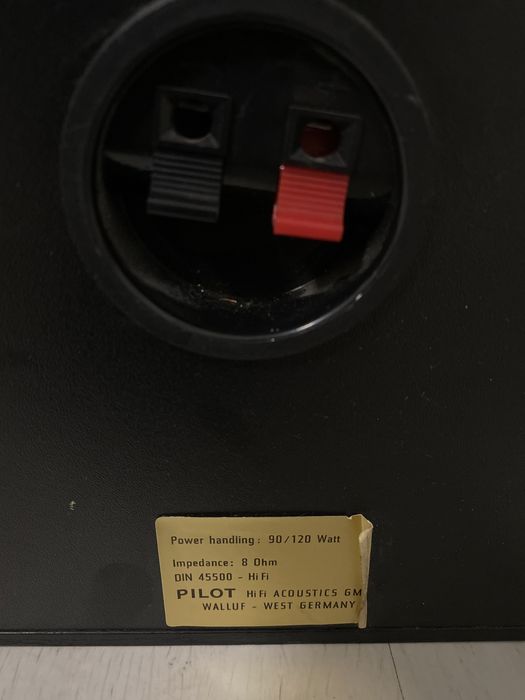 Power handling: 90/120 Watt
Impedance: 8 Ohm
DIN 45500 - HiFi
PILOT HiFi ACOUSTICS GM
WALLUF - WEST GERMANY